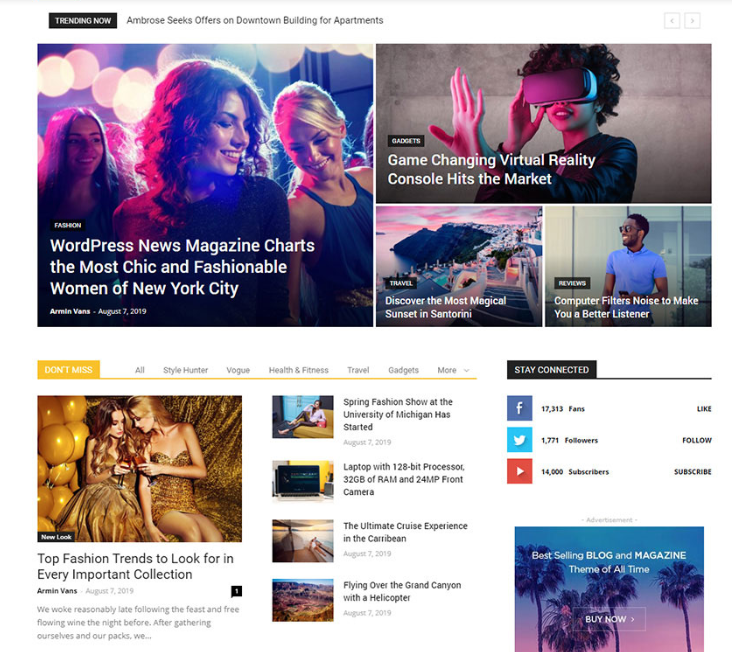 TRENDING NOW Ambrose Seeks Offers on Downtown Building for Apartments
FASHION
WordPress News Magazine Charts
the Most Chic and Fashionable
Women of New York City
Armin Vans - August 7, 2019
GADGETS
Game Changing Virtual Reality
Console Hits the Market
TRAVEL
Discover the Most Magical
Sunset in Santorini
REVIEWS
Computer Filters Noise to Make
You a Better Listener
DON'T MISS All Style Hunter Vogue Health & Fitness Travel Gadgets More
New Look
Top Fashion Trends to Look for in
Every Important Collection
Armin Vans - August 7, 2019 1
We woke reasonably late following the feast and free
flowing wine the night before. After gathering
ourselves and our packs, we...
Spring Fashion Show at the
University of Michigan Has
Started
August 7, 2019
Laptop with 128-bit Processor,
32GB of RAM and 24MP Front
Camera
The Ultimate Cruise Experience
in the Carribean
August 7, 2019
Flying Over the Grand Canyon
with a Helicopter
August 7, 2019
STAY CONNECTED
17,313 Fans LIKE
1,771 Followers FOLLOW
14,000 Subscribers SUBSCRIBE
- Advertisement -
Best Selling BLOG and MAGAZINE
Theme of All Time
BUY NOW